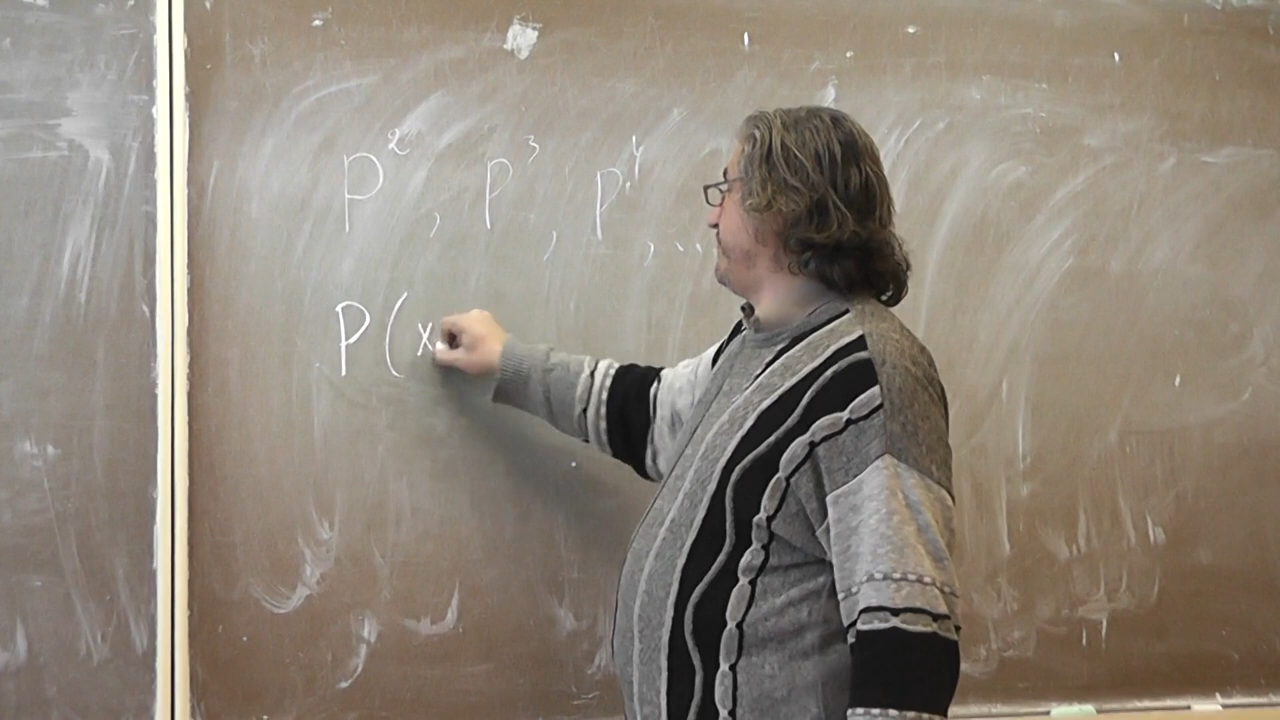 P², P³, P⁴, ...
P(x